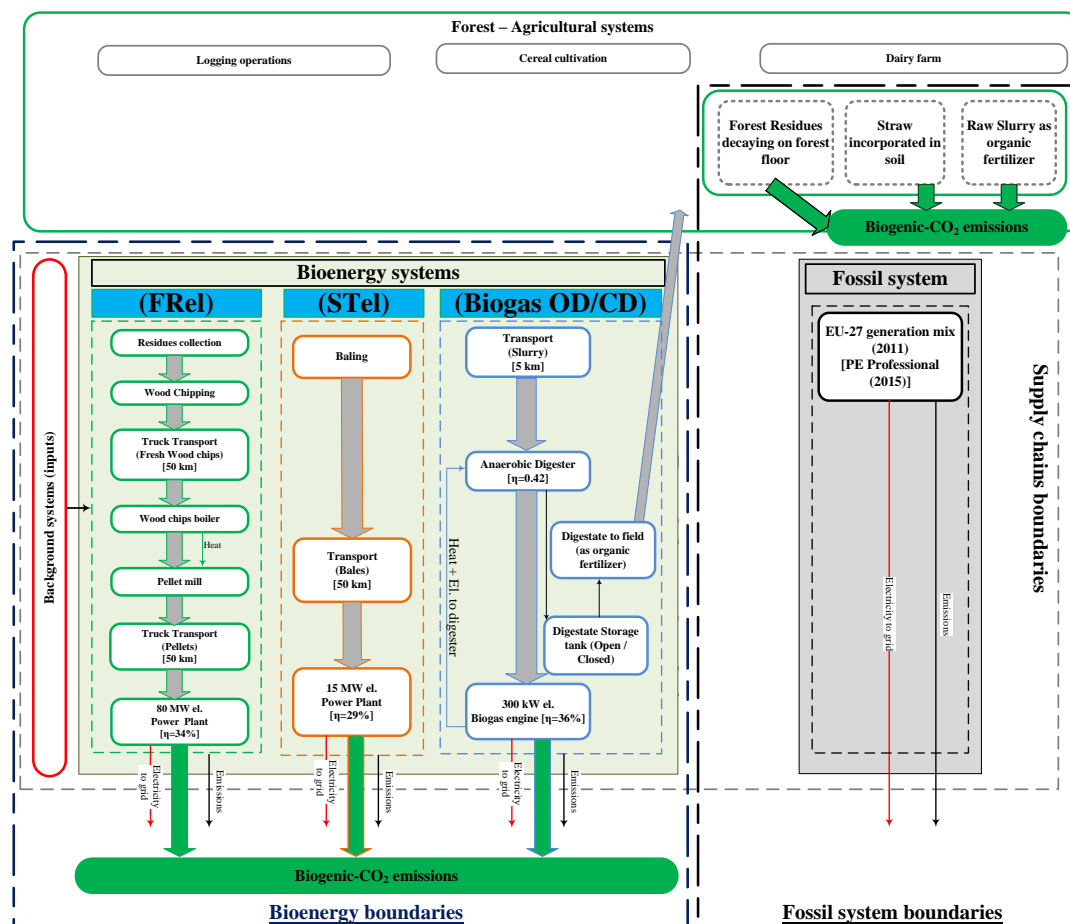 Forest – Agricultural systems
Logging operations
Cereal cultivation
Dairy farm
Forest Residues
decaying on forest
floor
Straw
incorporated in
soil
Raw Slurry as
organic
fertilizer
Biogenic-CO₂ emissions
Background systems (inputs)
Bioenergy systems
(FRel)
(STel)
(Biogas OD/CD)
Residues collection
Wood Chipping
Truck Transport
(Fresh Wood chips)
[50 km]
Wood chips boiler
Heat
Pellet mill
Truck Transport
(Pellets)
[50 km]
80 MW el.
Power Plant
[η=34%]
Electricity
to grid
Emissions
Baling
Transport
(Bales)
[50 km]
15 MW el.
Power Plant
[η=29%]
Electricity
to grid
Emissions
Transport
(Slurry)
[5 km]
Anaerobic Digester
[η=0.42]
Heat + El. to
digester
Digestate to field
(as organic
fertilizer)
Digestate Storage
tank (Open /
Closed)
300 kW el.
Biogas engine [η=36%]
Electricity
to grid
Emissions
Fossil system
EU-27 generation mix
(2011)
[PE Professional
(2015)]
Electricity to grid
Emissions
Supply chains boundaries
Biogenic-CO₂ emissions
Bioenergy boundaries
Fossil system boundaries